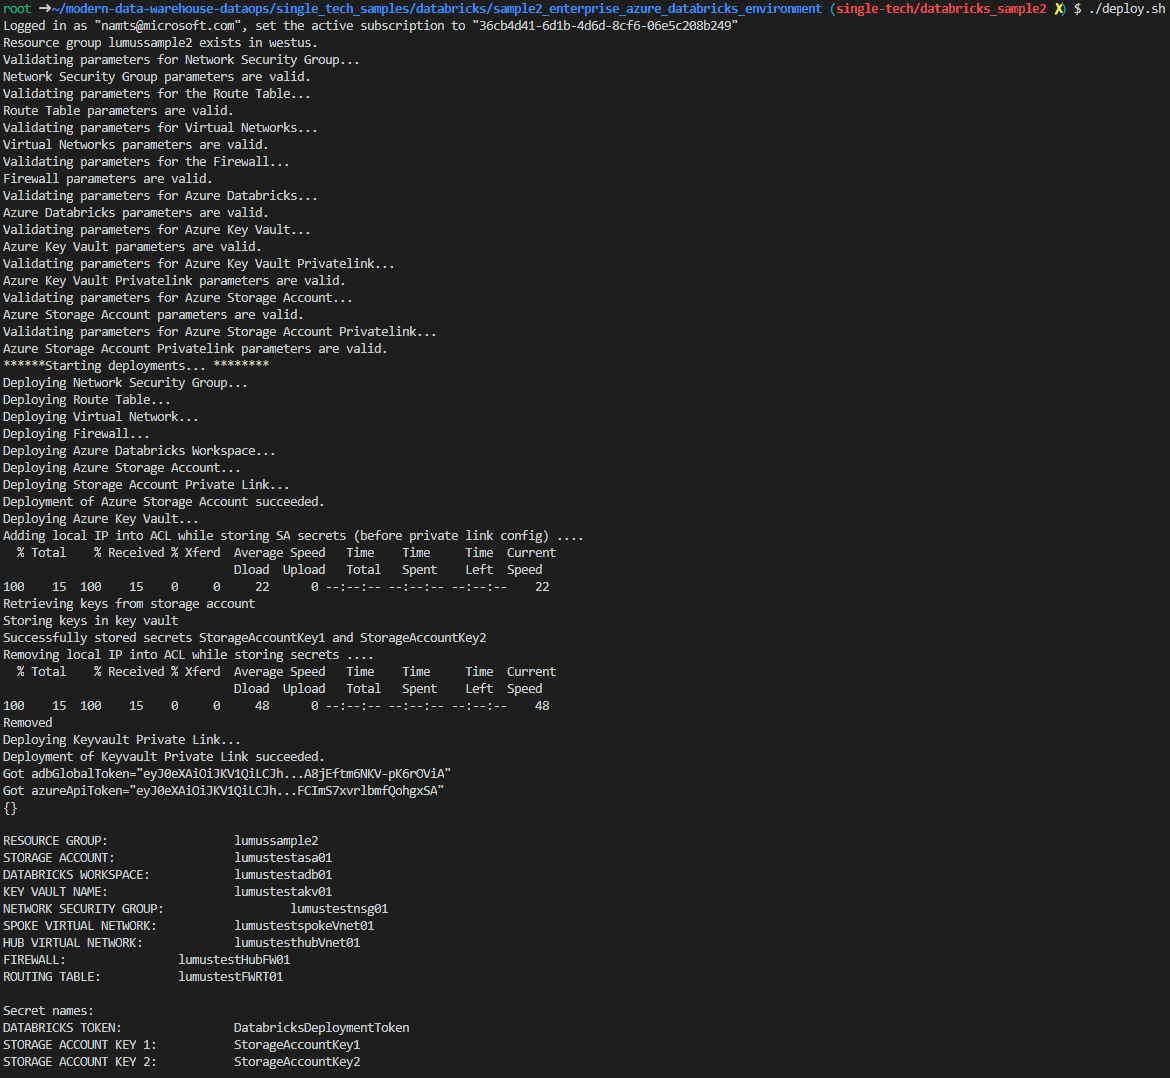 root ➜~/modern-data-warehouse-dataops/single_tech_samples/databricks/sample2_enterprise_azure_databricks_environment (single-tech/databricks_sample2 ✗) $ ./deploy.sh
Logged in as "namts@microsoft.com", set the active subscription to "36cb4d41-6d1b-4d6d-8cf6-06e5c208b249"
Resource group lumussample2 exists in westus.
Validating parameters for Network Security Group...
Network Security Group parameters are valid.
Validating parameters for the Route Table...
Route Table parameters are valid.
Validating parameters for Virtual Networks...
Virtual Networks parameters are valid.
Validating parameters for the Firewall...
Firewall parameters are valid.
Validating parameters for Azure Databricks...
Azure Databricks parameters are valid.
Validating parameters for Azure Key Vault...
Azure Key Vault parameters are valid.
Validating parameters for Azure Key Vault Privatelink...
Azure Key Vault Privatelink parameters are valid.
Validating parameters for Azure Storage Account...
Azure Storage Account parameters are valid.
Validating parameters for Azure Storage Account Privatelink...
Azure Storage Account Privatelink parameters are valid.
******Starting deployments... ********
Deploying Network Security Group...
Deploying Route Table...
Deploying Virtual Network...
Deploying Firewall...
Deploying Azure Databricks Workspace...
Deploying Azure Storage Account...
Deploying Storage Account Private Link...
Deployment of Azure Storage Account succeeded.
Deploying Azure Key Vault...
Adding local IP into ACL while storing SA secrets (before private link config) ....
  % Total    % Received % Xferd  Average Speed   Time    Time     Time  Current
                                 Dload  Upload   Total   Spent    Left  Speed
100    15  100    15    0     0     22      0 --:--:-- --:--:-- --:--:--    22
Retrieving keys from storage account
Storing keys in key vault
Successfully stored secrets StorageAccountKey1 and StorageAccountKey2
Removing local IP into ACL while storing secrets ....
  % Total    % Received % Xferd  Average Speed   Time    Time     Time  Current
                                 Dload  Upload   Total   Spent    Left  Speed
100    15  100    15    0     0     48      0 --:--:-- --:--:-- --:--:--    48
Removed
Deploying Keyvault Private Link...
Deployment of Keyvault Private Link succeeded.
Got adbGlobalToken="eyJ0eXAiOiJKV1QiLCJh...A8jEftm6NKV-pK6rOViA"
Got azureApiToken="eyJ0eXAiOiJKV1QiLCJh...FCImS7xvrlbmfQohgxSA"
{}
RESOURCE GROUP:                  lumussample2
STORAGE ACCOUNT:                 lumustestasa01
DATABRICKS WORKSPACE:            lumustestadb01
KEY VAULT NAME:                  lumustestakv01
NETWORK SECURITY GROUP:                  lumustestnsg01
SPOKE VIRTUAL NETWORK:           lumustestspokeVnet01
HUB VIRTUAL NETWORK:             lumustesthubVnet01
FIREWALL:                lumustestHubFW01
ROUTING TABLE:           lumustestFWRT01
Secret names:
DATABRICKS TOKEN:                DatabricksDeploymentToken
STORAGE ACCOUNT KEY 1:           StorageAccountKey1
STORAGE ACCOUNT KEY 2:           StorageAccountKey2